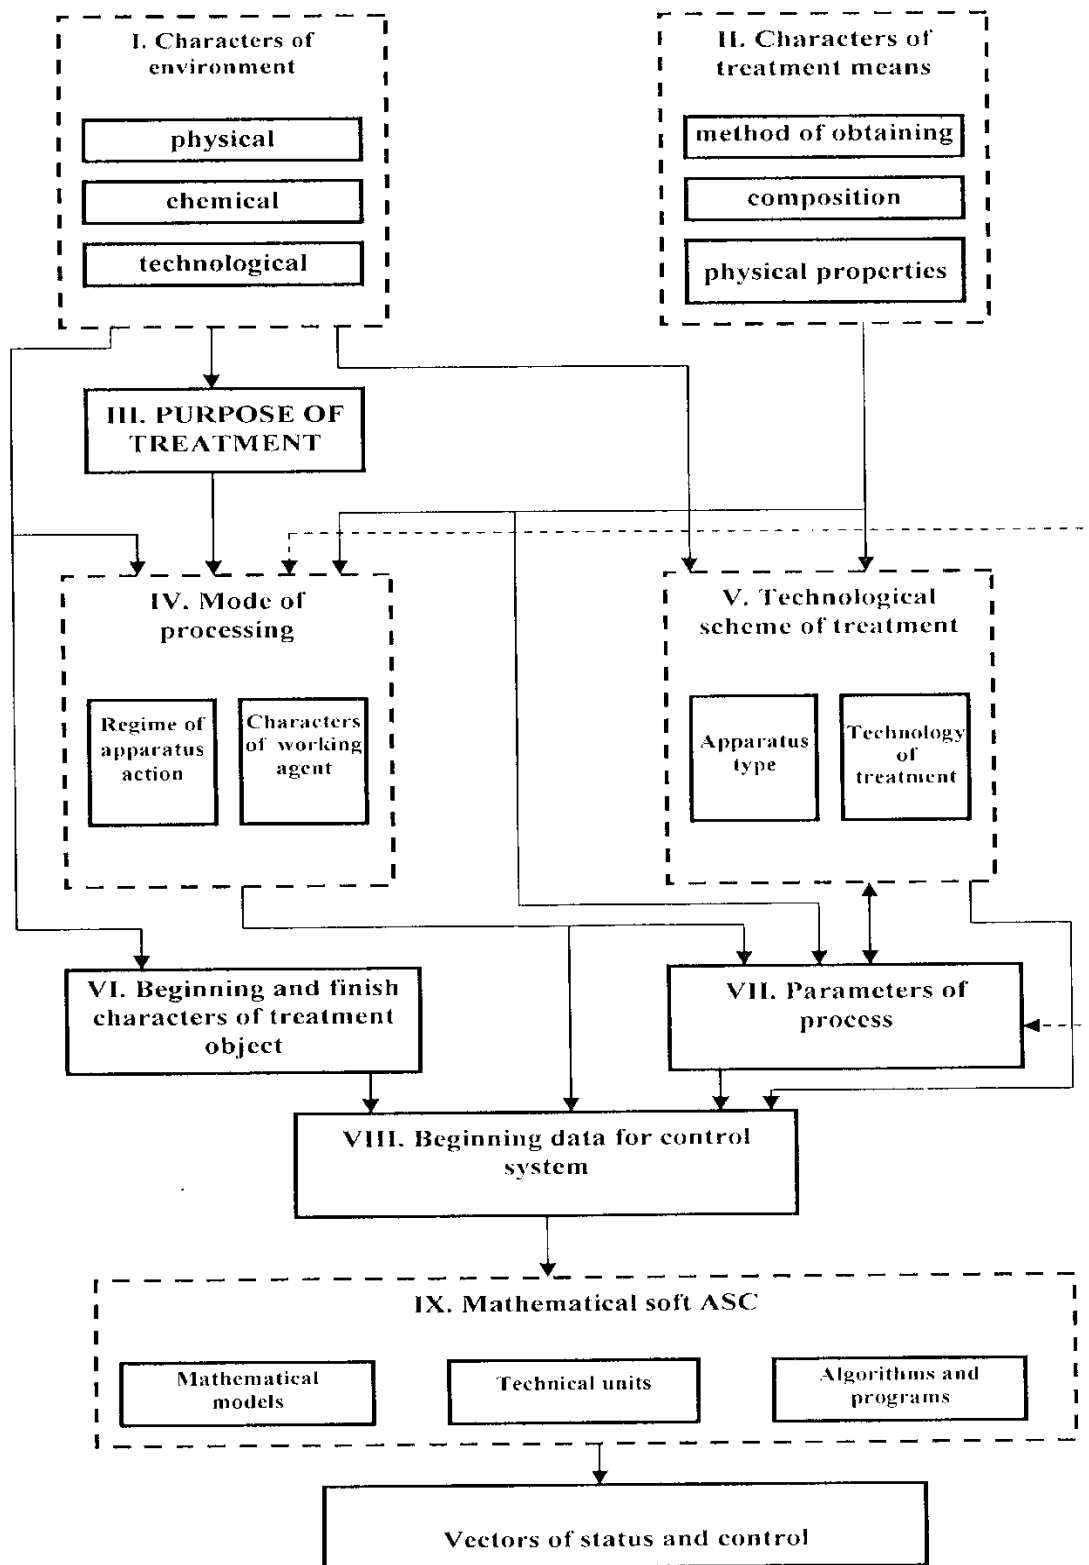 I. Characters of
environment
physical
chemical
technological
II. Characters of
treatment means
method of obtaining
composition
physical properties
III. PURPOSE OF
TREATMENT
IV. Mode of
processing
Regime of
apparatus
action
Characters
of working
agent
V. Technological
scheme of treatment
Apparatus
type
Technology
of
treatment
VI. Beginning and finish
characters of treatment
object
VII. Parameters of
process
VIII. Beginning data for control
system
IX. Mathematical soft ASC
Mathematical
models
Technical units
Algorithms and
programs
Vectors of status and control